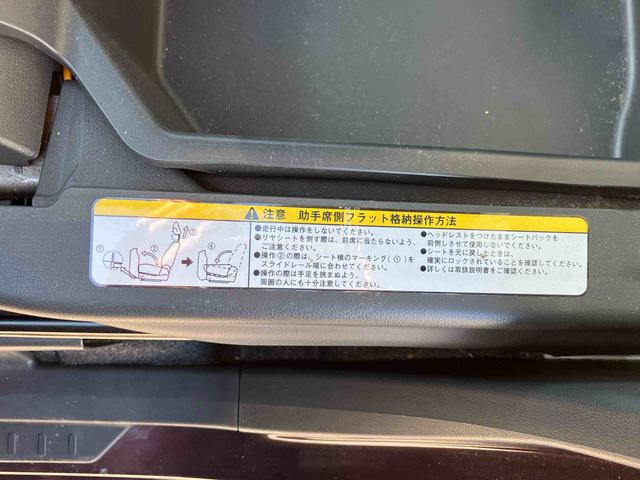 注意 助手席側フラット格納操作方法
① ② ③ ④
●走行中は操作をしないでください。
●リヤシートを倒す際は、前席に当たらないよう、
ご注意ください。
●操作②の際は、シート横のマーキング(①)を
スライドレール端に合わせてください。
●操作の際は手足を挟まぬよう、
周囲の人にも十分注意してください。
●ヘッドレストをつけたままシートバックを
前倒しさせて使用しないでください。
●シートを元に戻したときは、
確実にロックされていることを確認してください。
●詳しくは取扱説明書をご確認ください。